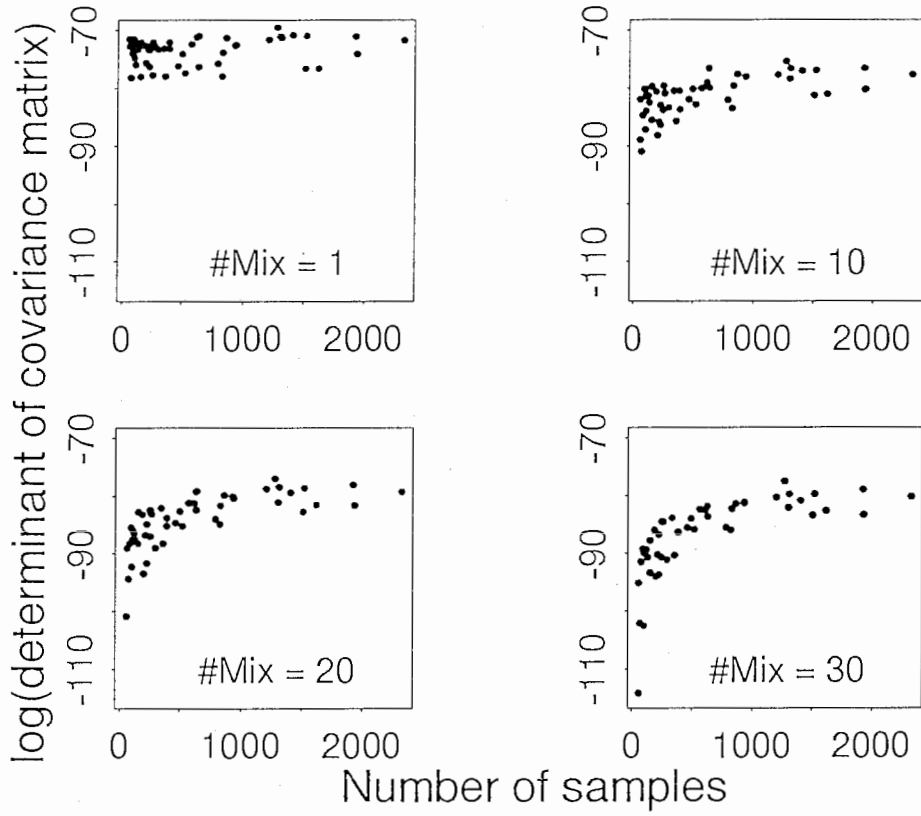 log(determinant of covariance matrix)
-70
-90
-110
#Mix = 1
0 1000 2000
-70
-90
-110
#Mix = 10
0 1000 2000
-70
-90
-110
#Mix = 20
0 1000 2000
-70
-90
-110
#Mix = 30
0 1000 2000
Number of samples